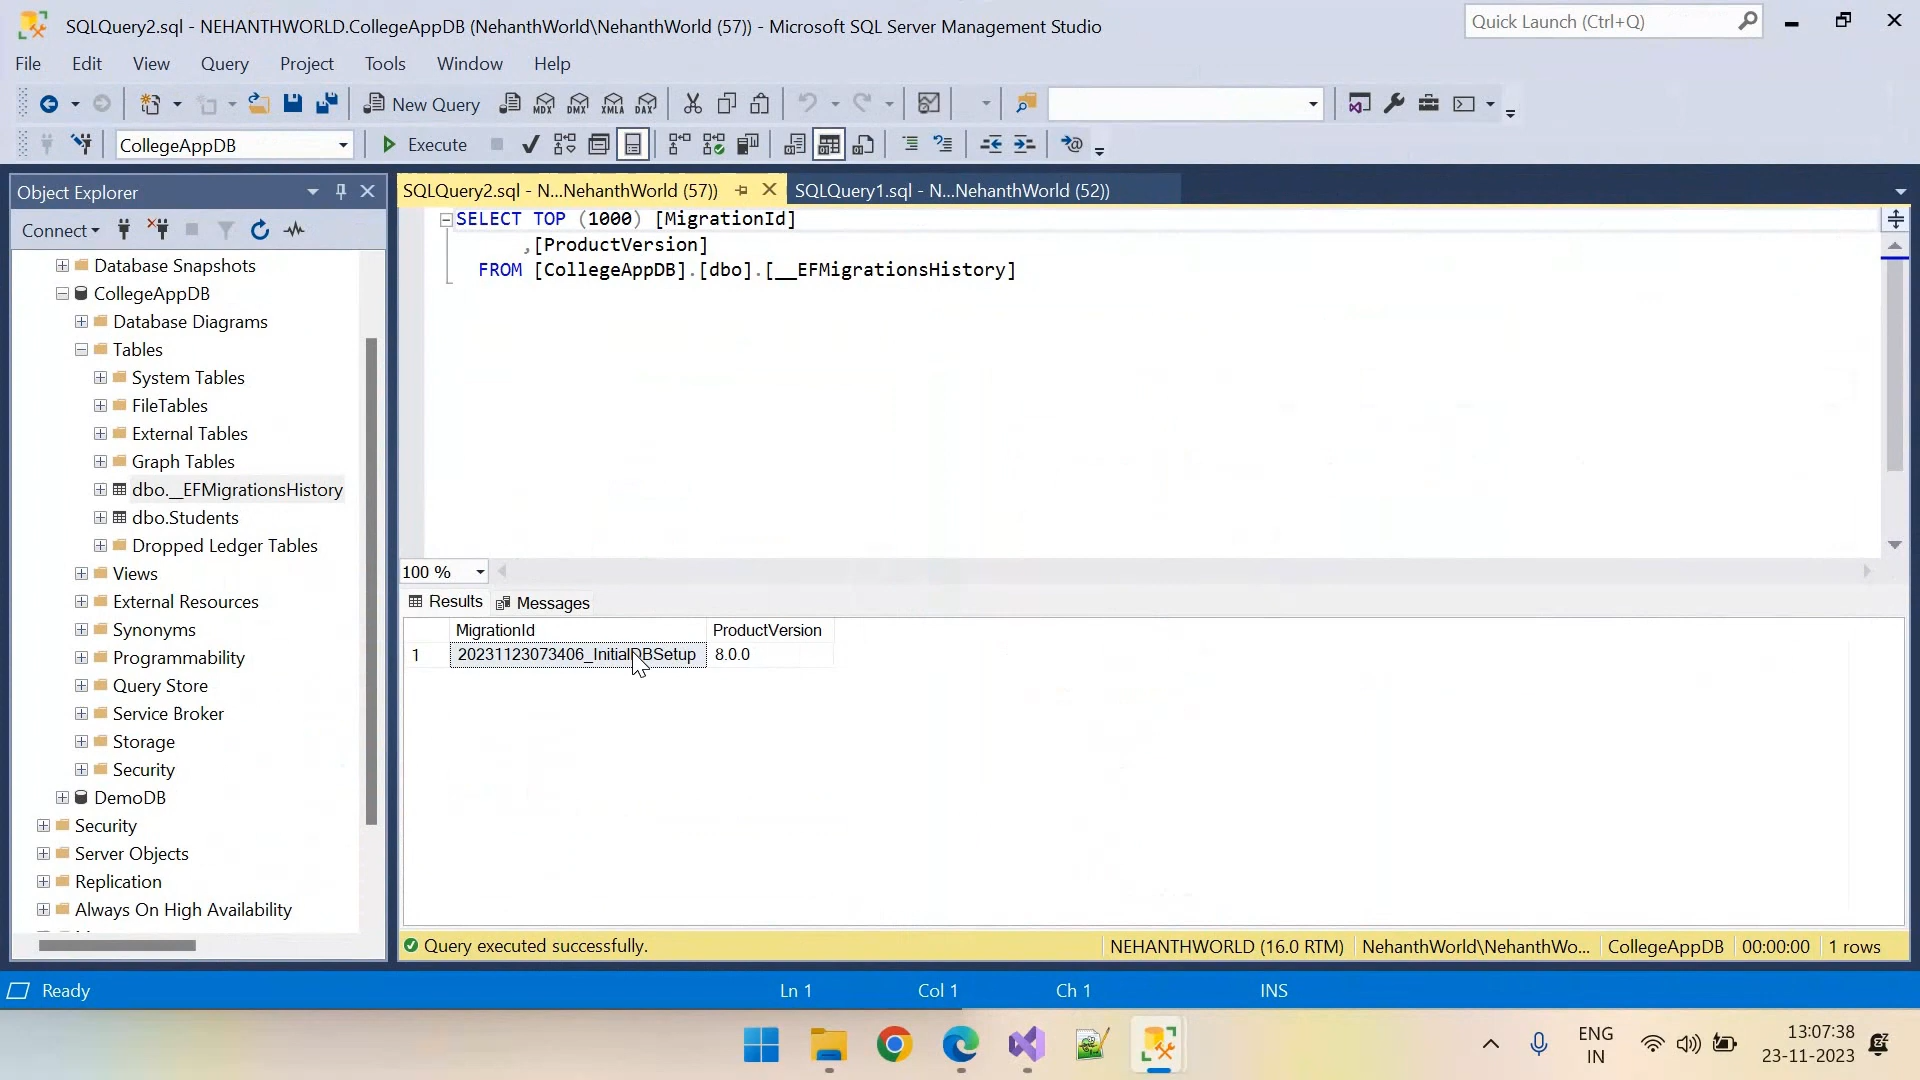 SQLQuery2.sql - NEHANTHWORLD.CollegeAppDB (NehanthWorld\NehanthWorld (57)) - Microsoft SQL Server Management Studio
Quick Launch (Ctrl+Q)
File Edit View Query Project Tools Window Help
New Query MDX DMX XMLA DAX
CollegeAppDB Execute
Object Explorer
SQLQuery2.sql - N...NehanthWorld (57))
SQLQuery1.sql - N...NehanthWorld (52))
Connect
Database Snapshots
CollegeAppDB
Database Diagrams
Tables
System Tables
FileTables
External Tables
Graph Tables
dbo.__EFMigrationsHistory
dbo.Students
Dropped Ledger Tables
Views
External Resources
Synonyms
Programmability
Query Store
Service Broker
Storage
Security
DemoDB
Security
Server Objects
Replication
Always On High Availability
SELECT TOP (1000) [MigrationId]
,[ProductVersion]
FROM [CollegeAppDB].[dbo].[__EFMigrationsHistory]
100 %
Results Messages
MigrationId ProductVersion
1 20231123073406_InitialDBSetup 8.0.0
Query executed successfully.
NEHANTHWORLD (16.0 RTM) NehanthWorld\NehanthWo... CollegeAppDB 00:00:00 1 rows
Ready Ln 1 Col 1 Ch 1 INS
ENG
IN
13:07:38
23-11-2023